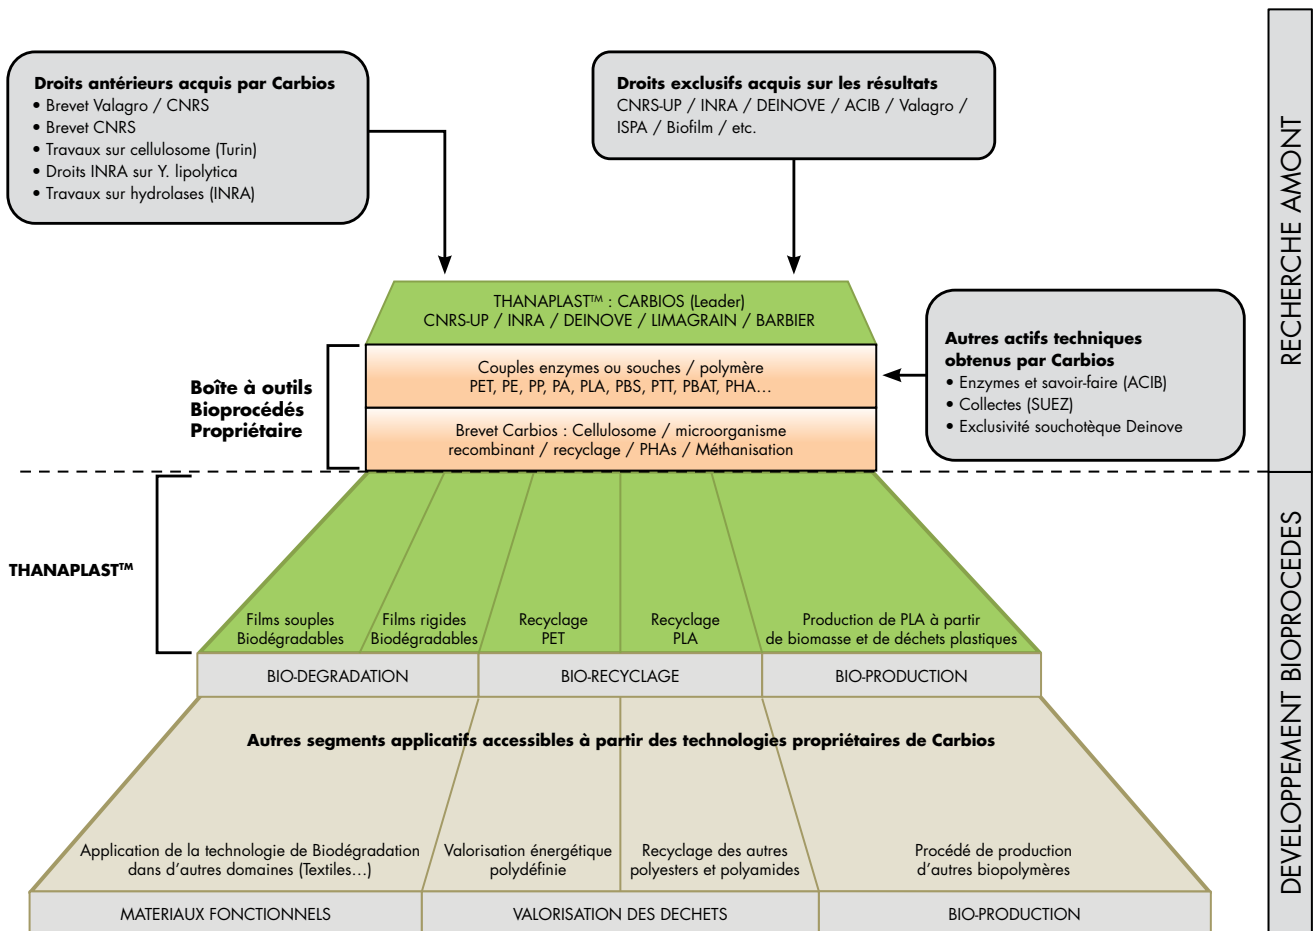 Droits antérieurs acquis par Carbios
• Brevet Valagro / CNRS
• Brevet CNRS
• Travaux sur cellulosome (Turin)
• Droits INRA sur Y. lipolytica
• Travaux sur hydrolases (INRA)
Droits exclusifs acquis sur les résultats
CNRS-UP / INRA / DEINOVE / ACIB / Valagro /
ISPA / Biofilm / etc.
RECHERCHE AMONT
THANAPLAST™ : CARBIOS (Leader)
CNRS-UP / INRA / DEINOVE / LIMAGRAIN / BARBIER
Boîte à outils
Bioprocédés
Propriétaire
Couples enzymes ou souches / polymère
PET, PE, PP, PA, PLA, PBS, PTT, PBAT, PHA…
Brevet Carbios : Cellulosome / microorganisme
recombinant / recyclage / PHAs / Méthanisation
Autres actifs techniques
obtenus par Carbios
• Enzymes et savoir-faire (ACIB)
• Collectes (SUEZ)
• Exclusivité souchotèque Deinove
DEVELOPPEMENT BIOPROCEDES
THANAPLAST™
Films souples
Biodégradables
Films rigides
Biodégradables
Recyclage
PET
Recyclage
PLA
Production de PLA à partir
de biomasse et de déchets plastiques
BIO-DEGRADATION
BIO-RECYCLAGE
BIO-PRODUCTION
Autres segments applicatifs accessibles à partir des technologies propriétaires de Carbios
Application de la technologie de Biodégradation
dans d’autres domaines (Textiles…)
Valorisation énergétique
polydéfinie
Recyclage des autres
polyesters et polyamides
Procédé de production
d’autres biopolymères
MATERIAUX FONCTIONNELS
VALORISATION DES DECHETS
BIO-PRODUCTION